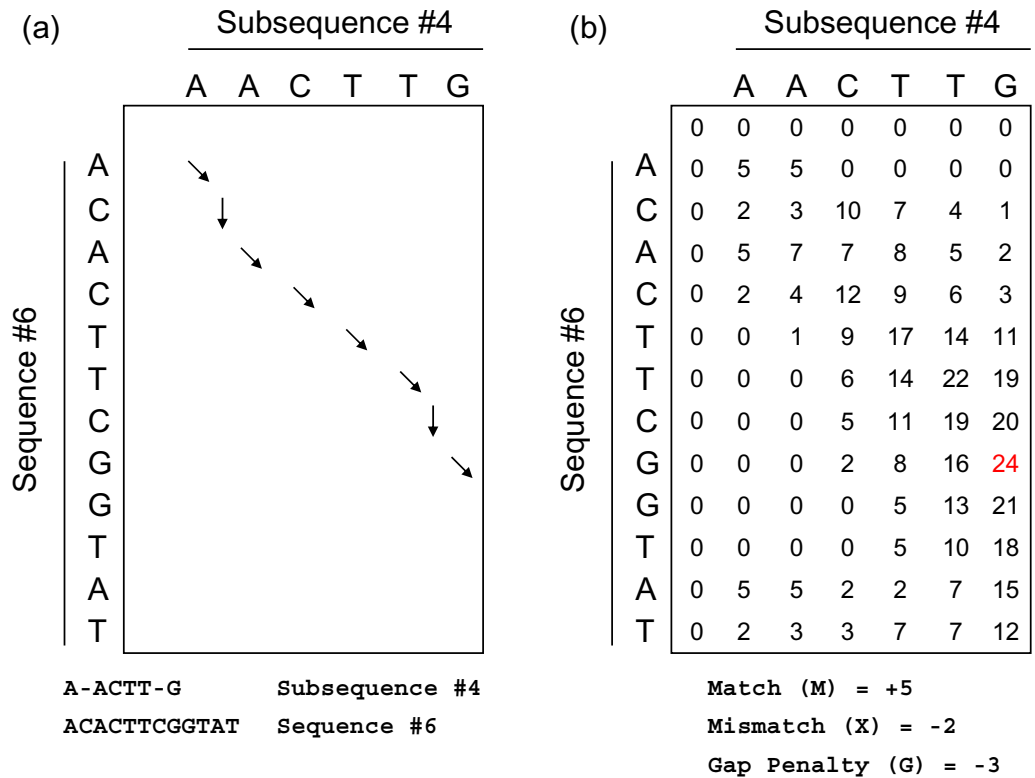 (a)
Subsequence #4
A A C T T G
Sequence #6
A
C
A
C
T
T
C
G
G
T
A
T
A-ACTT-G Subsequence #4
ACACTTCGGTAT Sequence #6
(b)
Subsequence #4
A A C T T G
Sequence #6
0 0 0 0 0 0 0
A 0 5 5 0 0 0 0
C 0 2 3 10 7 4 1
A 0 5 7 7 8 5 2
C 0 2 4 12 9 6 3
T 0 0 1 9 17 14 11
T 0 0 0 6 14 22 19
C 0 0 0 5 11 19 20
G 0 0 0 2 8 16 24
G 0 0 0 0 5 13 21
T 0 0 0 0 5 10 18
A 0 5 5 2 2 7 15
T 0 2 3 3 7 7 12
Match (M) = +5
Mismatch (X) = -2
Gap Penalty (G) = -3